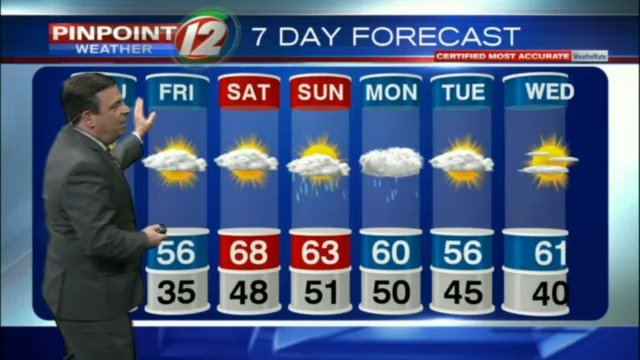 PINPOINT 12
WEATHER
7 DAY FORECAST
CERTIFIED MOST ACCURATE WeatheRate
FRI SAT SUN MON TUE WED
56 68 63 60 56 61
35 48 51 50 45 40